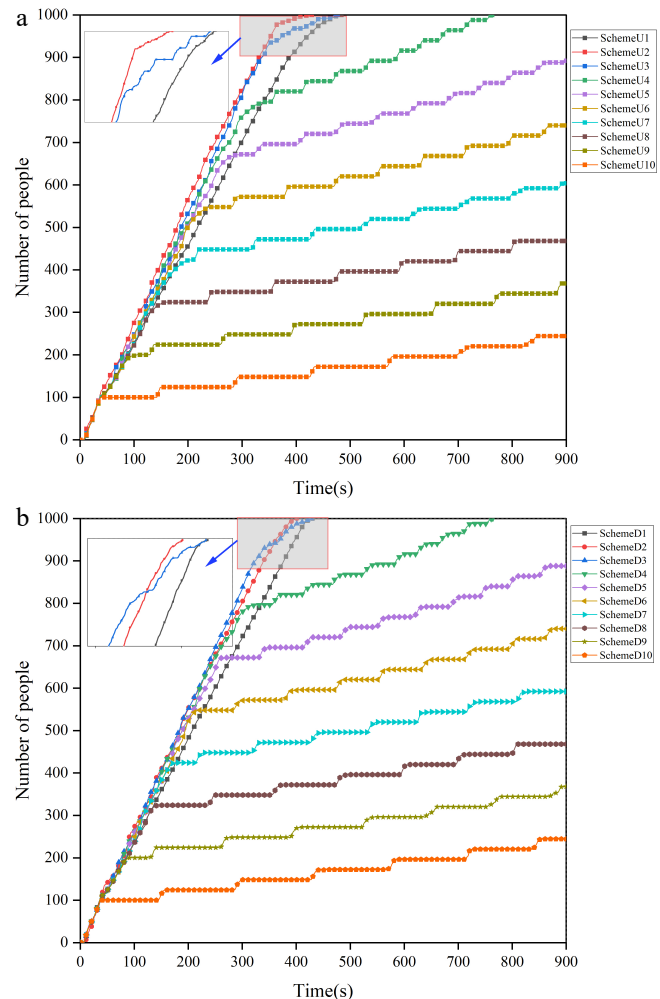 a
1000
900
800
700
600
500
400
300
200
100
0
Number of people
0 100 200 300 400 500 600 700 800 900
Time(s)
SchemeU1
SchemeU2
SchemeU3
SchemeU4
SchemeU5
SchemeU6
SchemeU7
SchemeU8
SchemeU9
SchemeU10
b
1000
900
800
700
600
500
400
300
200
100
0
Number of people
0 100 200 300 400 500 600 700 800 900
Time(s)
SchemeD1
SchemeD2
SchemeD3
SchemeD4
SchemeD5
SchemeD6
SchemeD7
SchemeD8
SchemeD9
SchemeD10